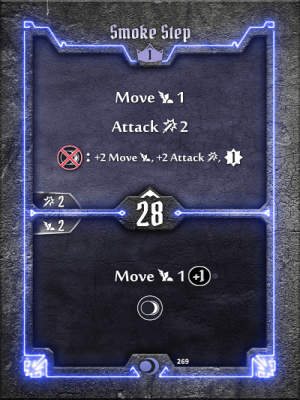 Smoke Step
1
Move 1
Attack 2
: +2 Move, +2 Attack, 1
2
28
2
Move 1 +1
269